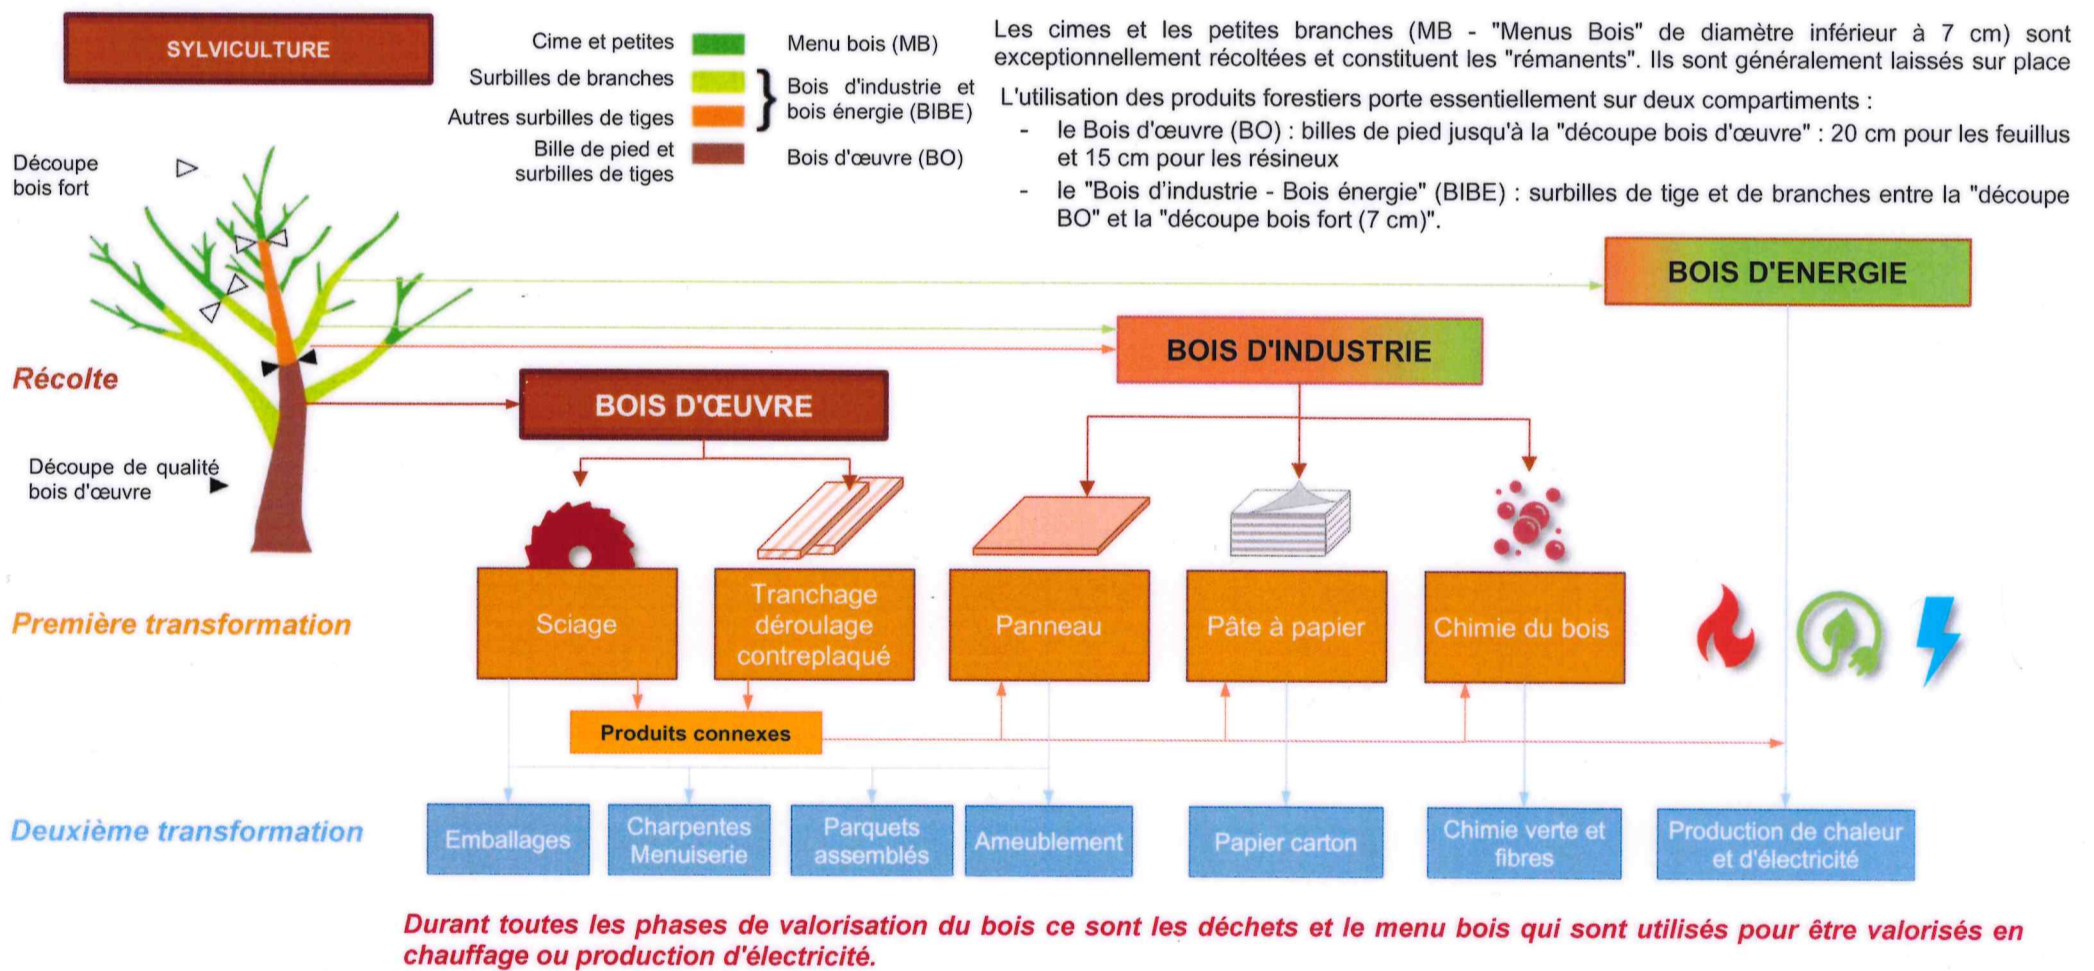 SYLVICULTURE
Cime et petites
Menu bois (MB)
Surbilles de branches
Autres surbilles de tiges
Bois d'industrie et
bois énergie (BIBE)
Bille de pied et
surbilles de tiges
Bois d'œuvre (BO)
Les cimes et les petites branches (MB - "Menus Bois" de diamètre inférieur à 7 cm) sont
exceptionnellement récoltées et constituent les "rémanents". Ils sont généralement laissés sur place
L'utilisation des produits forestiers porte essentiellement sur deux compartiments :
- le Bois d'œuvre (BO) : billes de pied jusqu'à la "découpe bois d'œuvre" : 20 cm pour les feuillus
et 15 cm pour les résineux
- le "Bois d'industrie - Bois énergie" (BIBE) : surbilles de tige et de branches entre la "découpe
BO" et la "découpe bois fort (7 cm)".
Découpe
bois fort
BOIS D'ENERGIE
BOIS D'INDUSTRIE
Récolte
BOIS D'ŒUVRE
Découpe de qualité
bois d'œuvre
Première transformation
Sciage
Tranchage
déroulage
contreplaqué
Panneau
Pâte à papier
Chimie du bois
Produits connexes
Deuxième transformation
Emballages
Charpentes
Menuiserie
Parquets
assemblés
Ameublement
Papier carton
Chimie verte et
fibres
Production de chaleur
et d'électricité
Durant toutes les phases de valorisation du bois ce sont les déchets et le menu bois qui sont utilisés pour être valorisés en
chauffage ou production d'électricité.